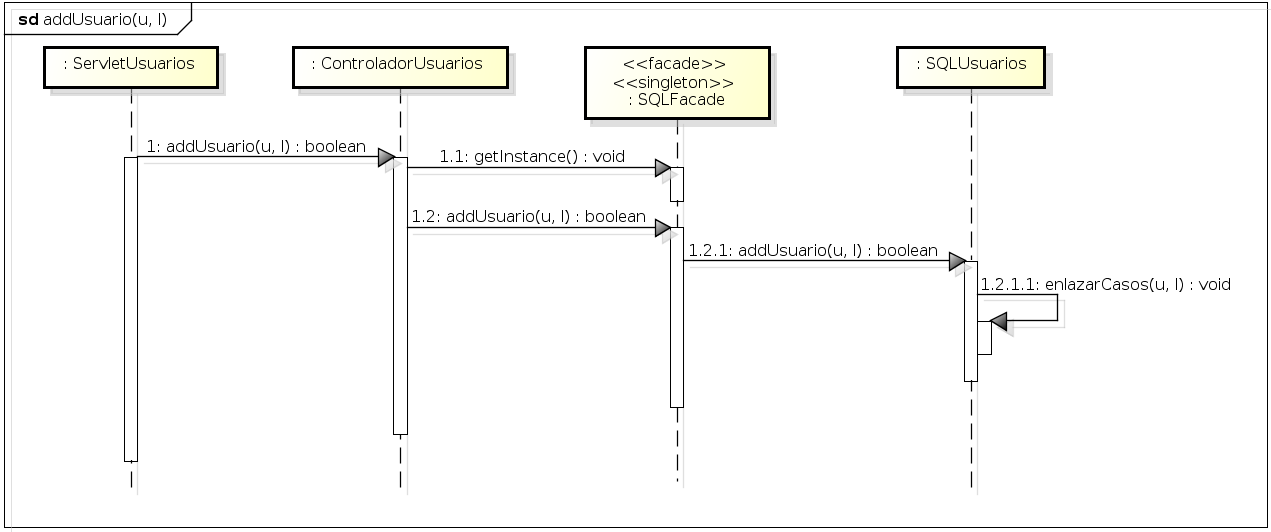 sd addUsuario(u, l)
: ServletUsuarios
: ControladorUsuarios
<<facade>>
<<singleton>>
: SQLFacade
: SQLUsuarios
1: addUsuario(u, l) : boolean
1.1: getInstance() : void
1.2: addUsuario(u, l) : boolean
1.2.1: addUsuario(u, l) : boolean
1.2.1.1: enlazarCasos(u, l) : void